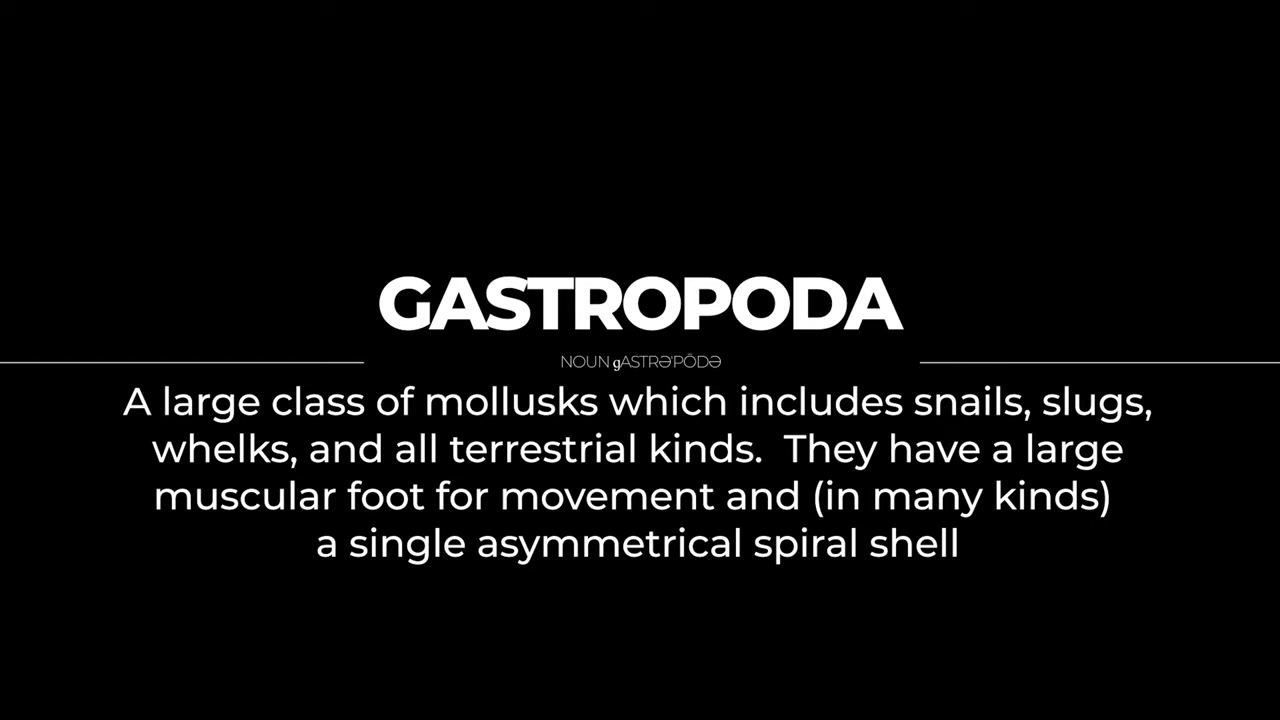 GASTROPODA
NOUN ɡASTRƏˈPŌDƏ
A large class of mollusks which includes snails, slugs,
whelks, and all terrestrial kinds.  They have a large
muscular foot for movement and (in many kinds)
a single asymmetrical spiral shell